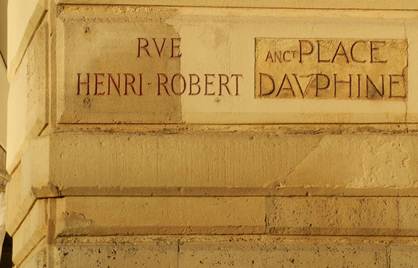 RVE
HENRI-ROBERT
ANCT PLACE
DAVPHINE